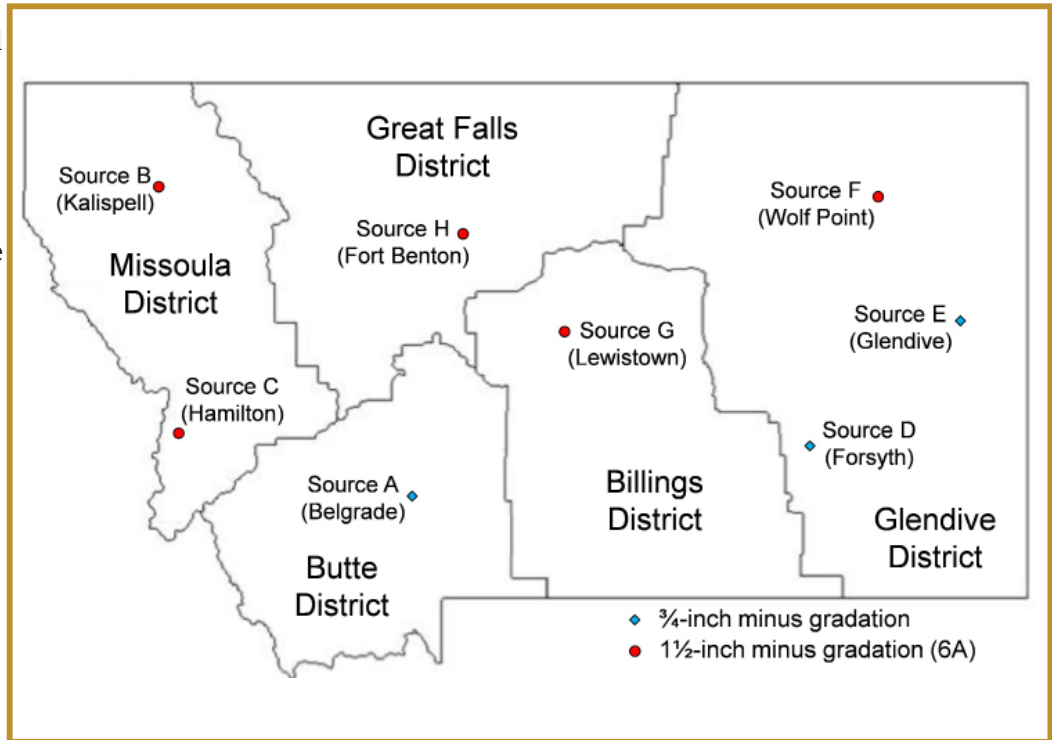 Great Falls
District
Source B
(Kalispell)
Source F
(Wolf Point)
Source H
(Fort Benton)
Missoula
District
Source E
(Glendive)
Source G
(Lewistown)
Source C
(Hamilton)
Source D
(Forsyth)
Source A
(Belgrade)
Billings
District
Glendive
District
Butte
District
¾-inch minus gradation
1½-inch minus gradation (6A)